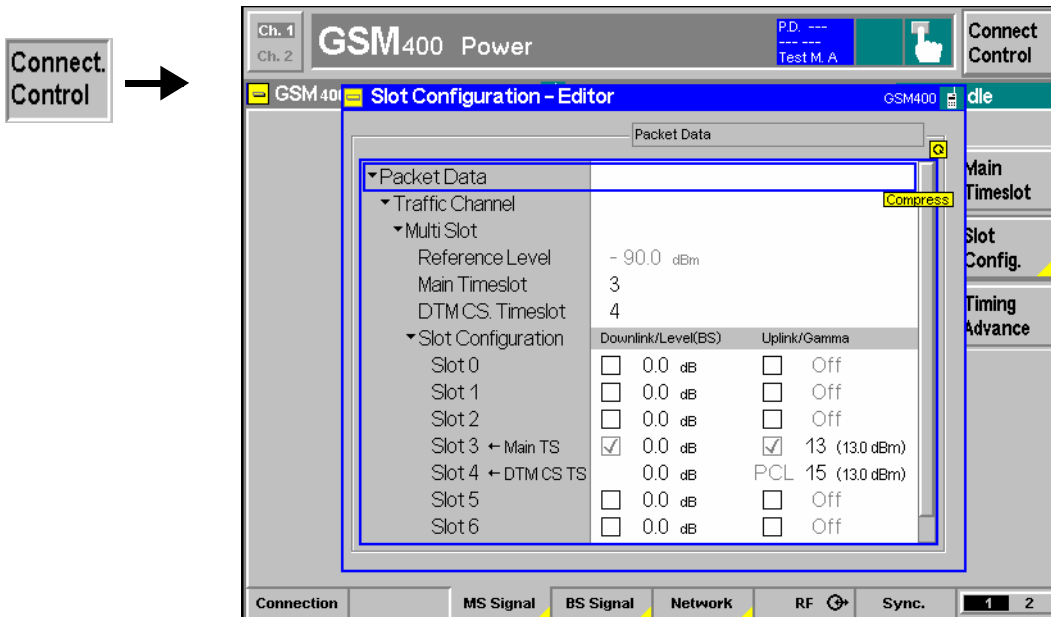 Connect.
Control
Ch. 1
Ch. 2
GSM400 Power
P.D. ---
--- ---
Test M. A
Connect
Control
GSM 40
Slot Configuration – Editor
GSM400
dle
Packet Data
Packet Data
Compress
Traffic Channel
Multi Slot
Reference Level - 90.0 dBm
Main Timeslot 3
DTM CS. Timeslot 4
Slot Configuration Downlink/Level(BS) Uplink/Gamma
Slot 0 0.0 dB Off
Slot 1 0.0 dB Off
Slot 2 0.0 dB Off
Slot 3 ← Main TS 0.0 dB 13 (13.0 dBm)
Slot 4 ← DTM CS TS 0.0 dB PCL 15 (13.0 dBm)
Slot 5 0.0 dB Off
Slot 6 0.0 dB Off
Main
Timeslot
Slot
Config.
Timing
Advance
Connection
MS Signal
BS Signal
Network
RF
Sync.
1 2